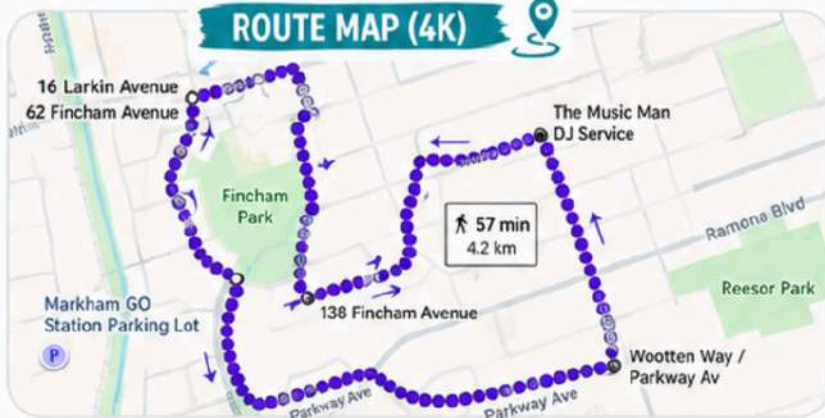 ROUTE MAP (4K)
16 Larkin Avenue
62 Fincham Avenue
The Music Man
DJ Service
Fincham
Park
57 min
4.2 km
Ramona Blvd
Reesor Park
Markham GO
Station Parking Lot
P
138 Fincham Avenue
Wootten Way /
Parkway Av
Parkway Ave
Parkway Ave